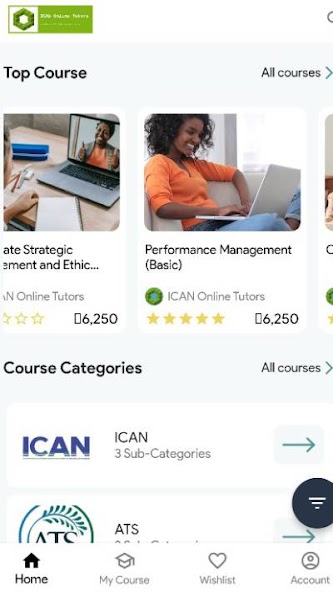 ICAN Online Tutors
Top Course
All courses
ate Strategic
ement and Ethic...
AN Online Tutors
6,250
Performance Management
(Basic)
ICAN Online Tutors
6,250
Course Categories
All courses
ICAN
ICAN
3 Sub-Categories
ATS
ATS
Home
My Course
Wishlist
Account